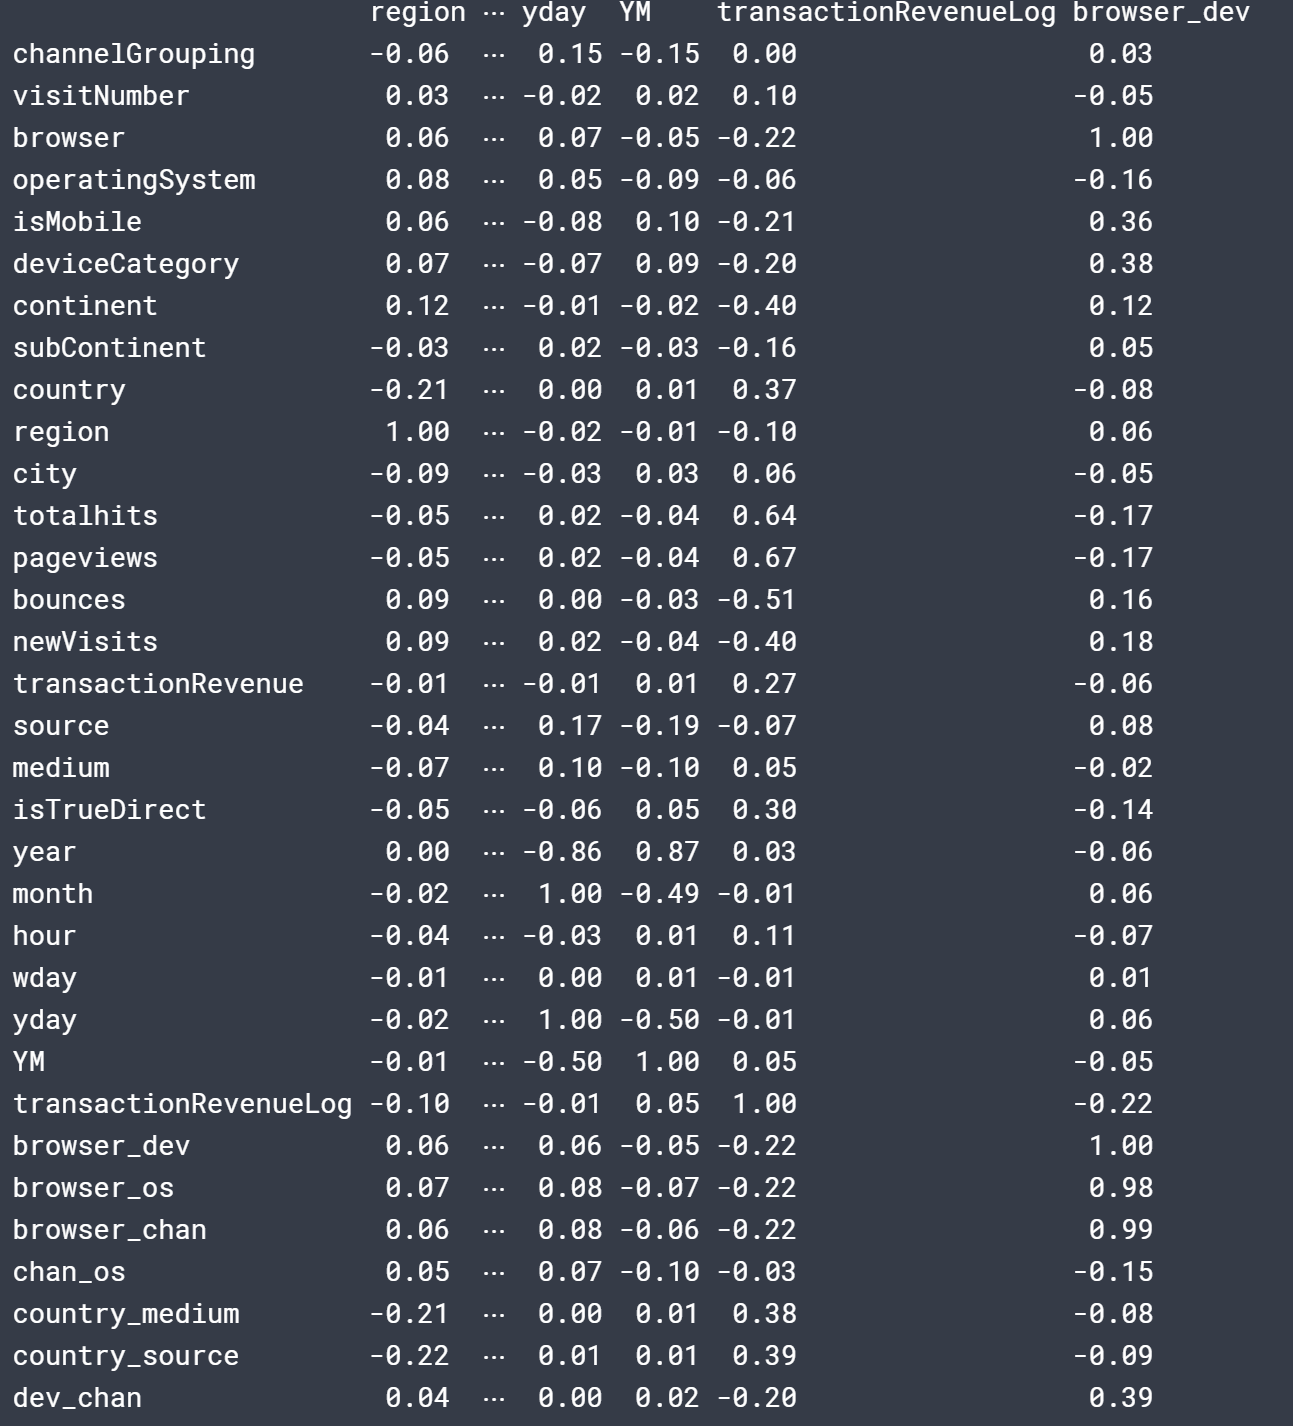 region ⋯ yday YM transactionRevenueLog browser_dev
channelGrouping -0.06 ⋯ 0.15 -0.15 0.00 0.03
visitNumber 0.03 ⋯ -0.02 0.02 0.10 -0.05
browser 0.06 ⋯ 0.07 -0.05 -0.22 1.00
operatingSystem 0.08 ⋯ 0.05 -0.09 -0.06 -0.16
isMobile 0.06 ⋯ -0.08 0.10 -0.21 0.36
deviceCategory 0.07 ⋯ -0.07 0.09 -0.20 0.38
continent 0.12 ⋯ -0.01 -0.02 -0.40 0.12
subContinent -0.03 ⋯ 0.02 -0.03 -0.16 0.05
country -0.21 ⋯ 0.00 0.01 0.37 -0.08
region 1.00 ⋯ -0.02 -0.01 -0.10 0.06
city -0.09 ⋯ -0.03 0.03 0.06 -0.05
totalhits -0.05 ⋯ 0.02 -0.04 0.64 -0.17
pageviews -0.05 ⋯ 0.02 -0.04 0.67 -0.17
bounces 0.09 ⋯ 0.00 -0.03 -0.51 0.16
newVisits 0.09 ⋯ 0.02 -0.04 -0.40 0.18
transactionRevenue -0.01 ⋯ -0.01 0.01 0.27 -0.06
source -0.04 ⋯ 0.17 -0.19 -0.07 0.08
medium -0.07 ⋯ 0.10 -0.10 0.05 -0.02
isTrueDirect -0.05 ⋯ -0.06 0.05 0.30 -0.14
year 0.00 ⋯ -0.86 0.87 0.03 -0.06
month -0.02 ⋯ 1.00 -0.49 -0.01 0.06
hour -0.04 ⋯ -0.03 0.01 0.11 -0.07
wday -0.01 ⋯ 0.00 0.01 -0.01 0.01
yday -0.02 ⋯ 1.00 -0.50 -0.01 0.06
YM -0.01 ⋯ -0.50 1.00 0.05 -0.05
transactionRevenueLog -0.10 ⋯ -0.01 0.05 1.00 -0.22
browser_dev 0.06 ⋯ 0.06 -0.05 -0.22 1.00
browser_os 0.07 ⋯ 0.08 -0.07 -0.22 0.98
browser_chan 0.06 ⋯ 0.08 -0.06 -0.22 0.99
chan_os 0.05 ⋯ 0.07 -0.10 -0.03 -0.15
country_medium -0.21 ⋯ 0.00 0.01 0.38 -0.08
country_source -0.22 ⋯ 0.01 0.01 0.39 -0.09
dev_chan 0.04 ⋯ 0.00 0.02 -0.20 0.39